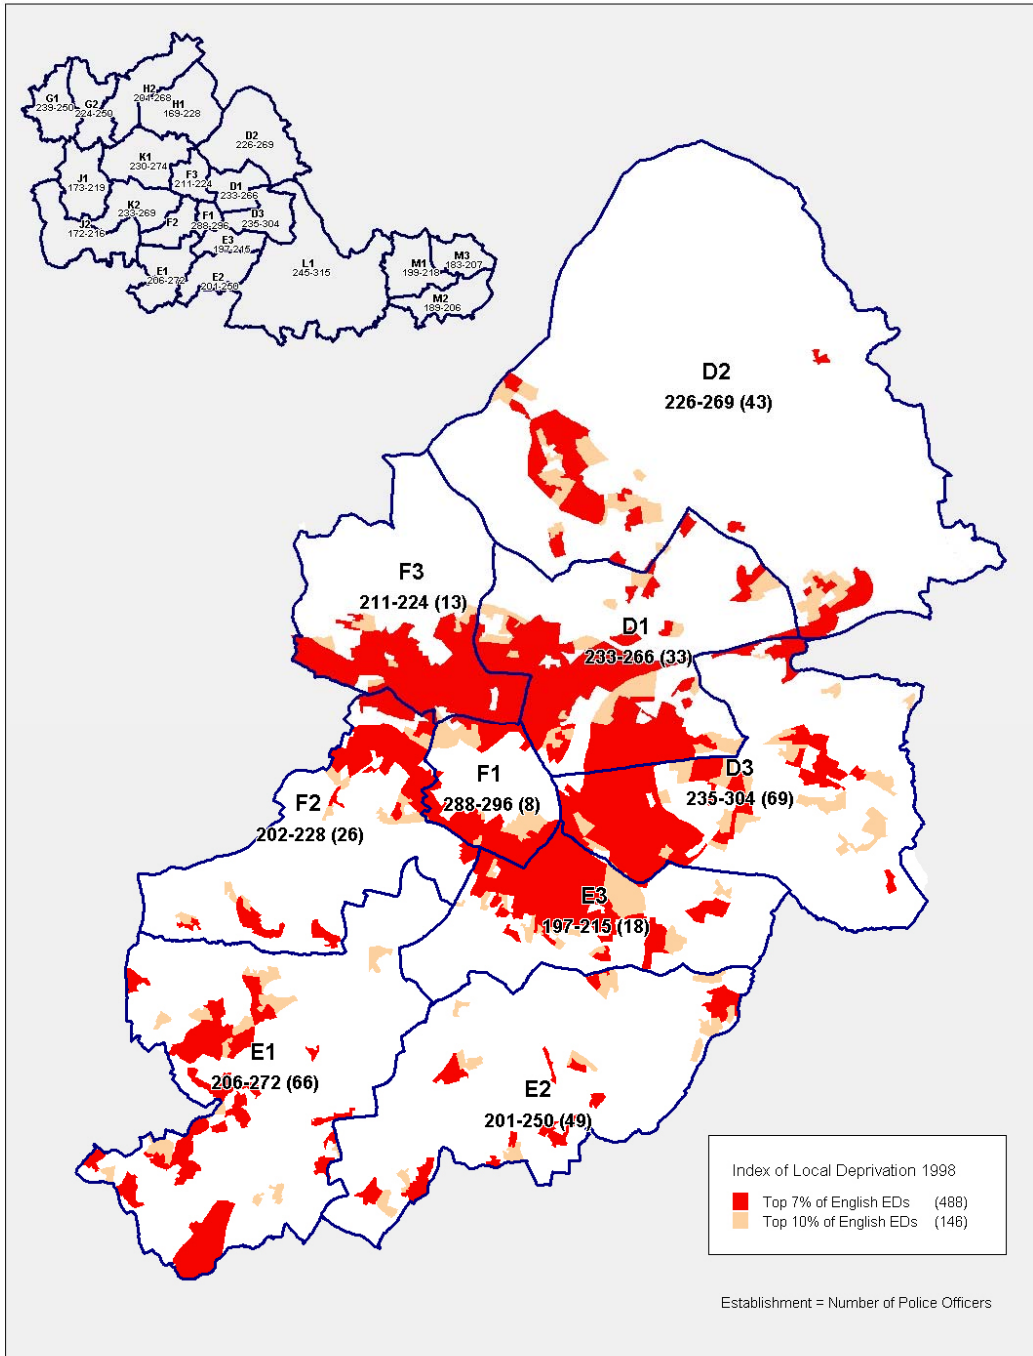 H2
201-268
G1
239-250
G2
224-250
H1
169-228
D2
226-269
K1
230-274
F3
211-224
J1
173-219
D1
233-266
K2
233-269
F1
288-296
D3
235-304
J2
172-216
F2
E3
197-215
L1
245-315
M1
199-218
M3
183-207
E1
206-272
E2
201-250
M2
189-206
D2
226-269 (43)
F3
211-224 (13)
D1
233-266 (33)
F1
288-296 (8)
D3
235-304 (69)
F2
202-228 (26)
E3
197-215 (18)
E1
206-272 (66)
E2
201-250 (49)
Index of Local Deprivation 1998
Top 7% of English EDs (488)
Top 10% of English EDs (146)
Establishment = Number of Police Officers